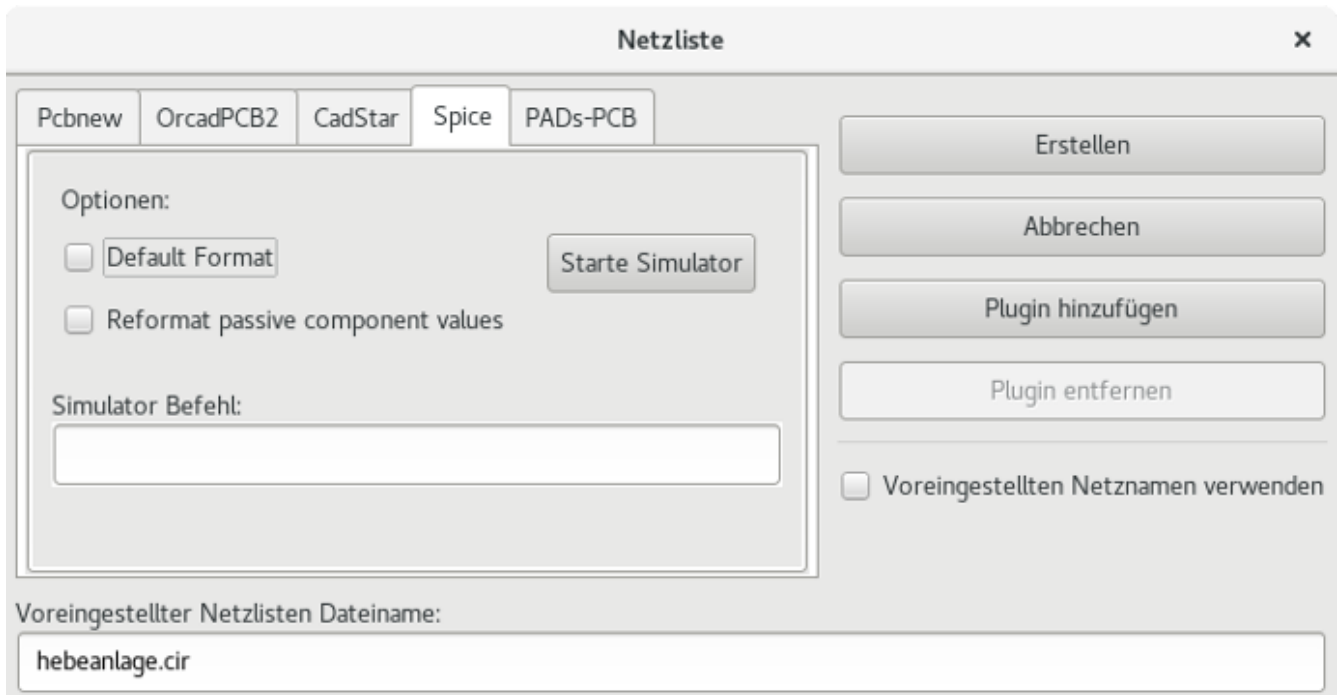 Netzliste
Pcbnew OrcadPCB2 CadStar Spice PADs-PCB
Optionen:
Default Format
Starte Simulator
Reformat passive component values
Simulator Befehl:
Erstellen
Abbrechen
Plugin hinzufügen
Plugin entfernen
Voreingestellten Netznamen verwenden
Voreingestellter Netzlisten Dateiname:
hebeanlage.cir